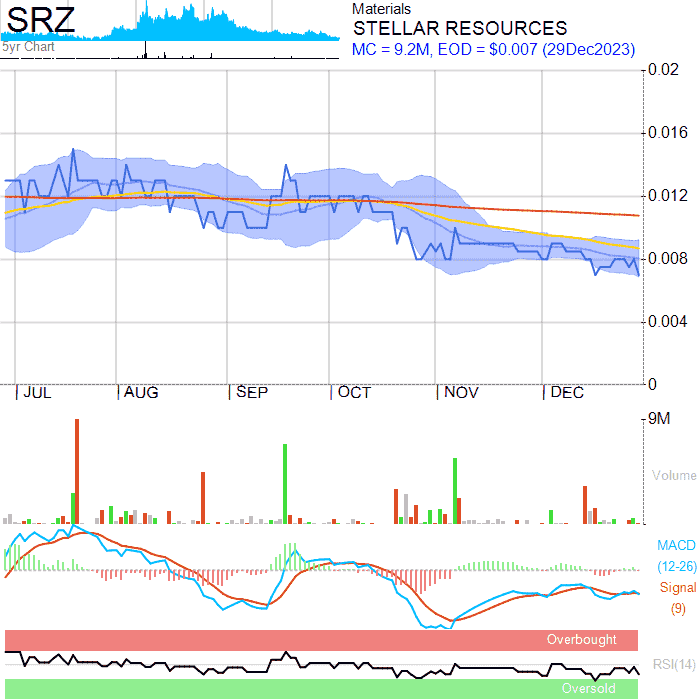 SRZ
5yr Chart
Materials
STELLAR RESOURCES
MC = 9.2M, EOD = $0.007 (29Dec2023)
0.02
0.016
0.012
0.008
0.004
0
JUL AUG SEP OCT NOV DEC
9M
Volume
MACD
(12-26)
Signal
(9)
Overbought
RSI(14)
Oversold